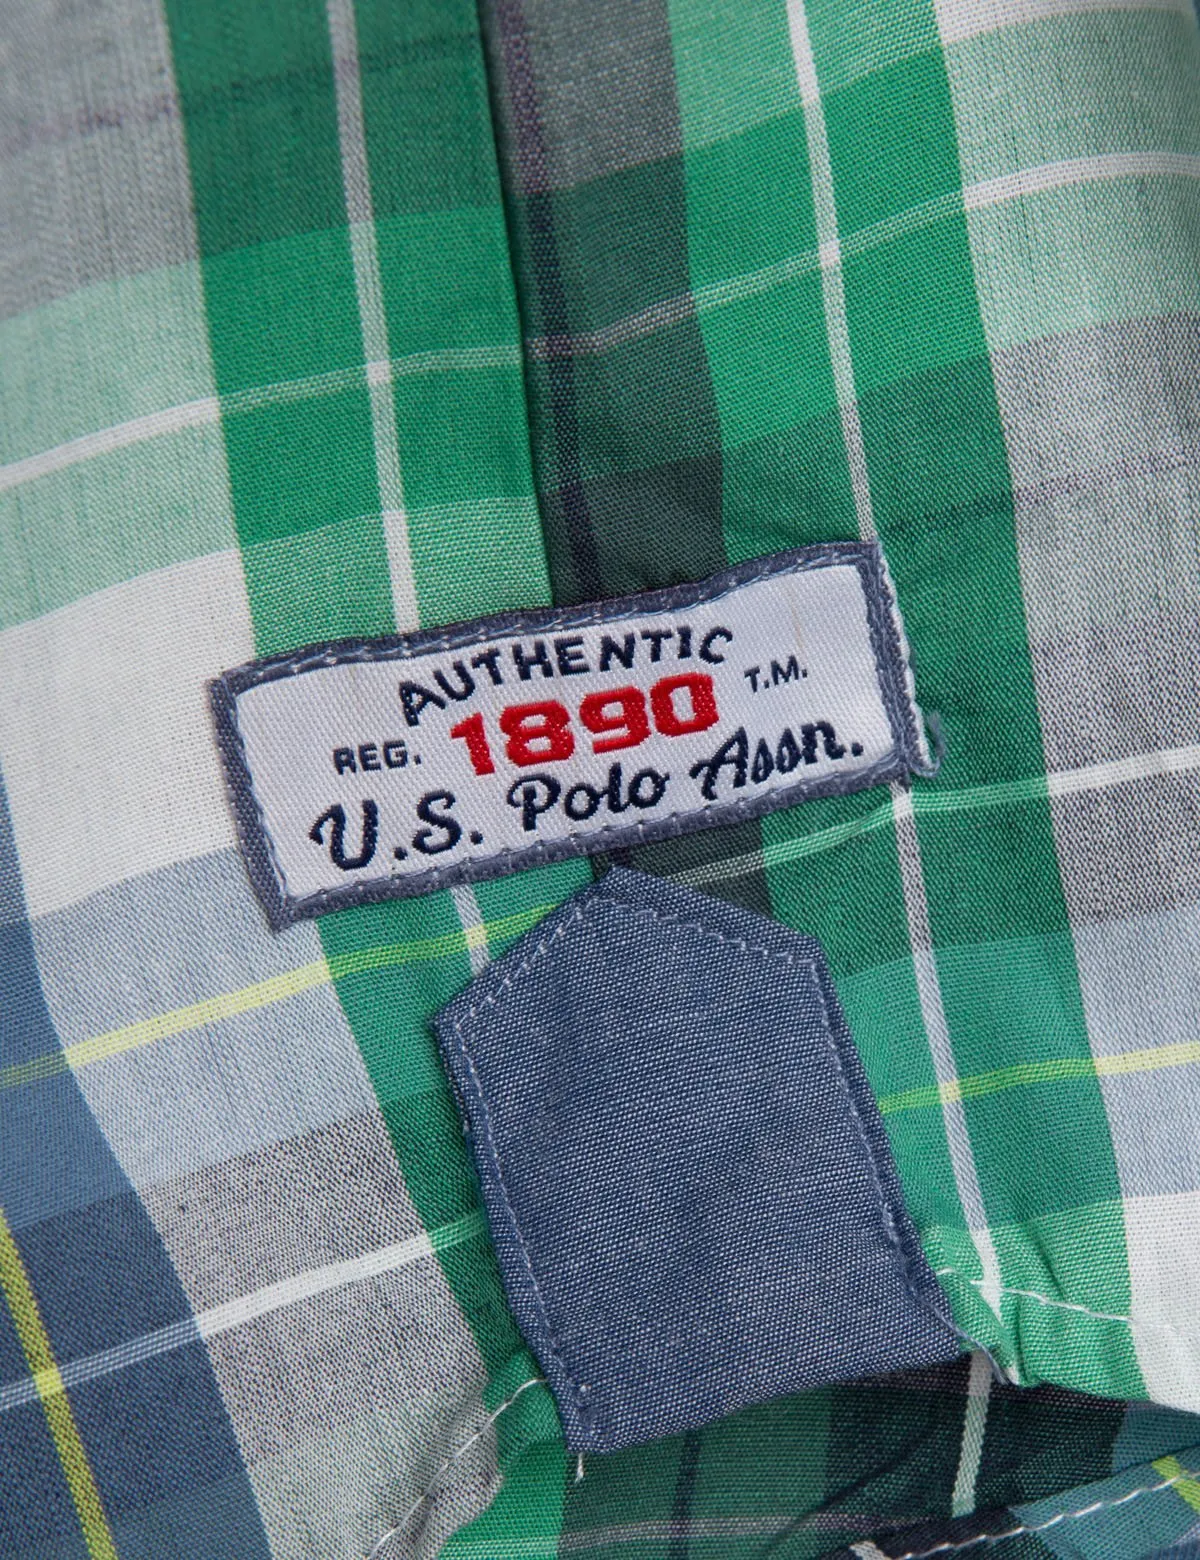 AUTHENTIC
REG. 1890 T.M.
U.S. Polo Assn.